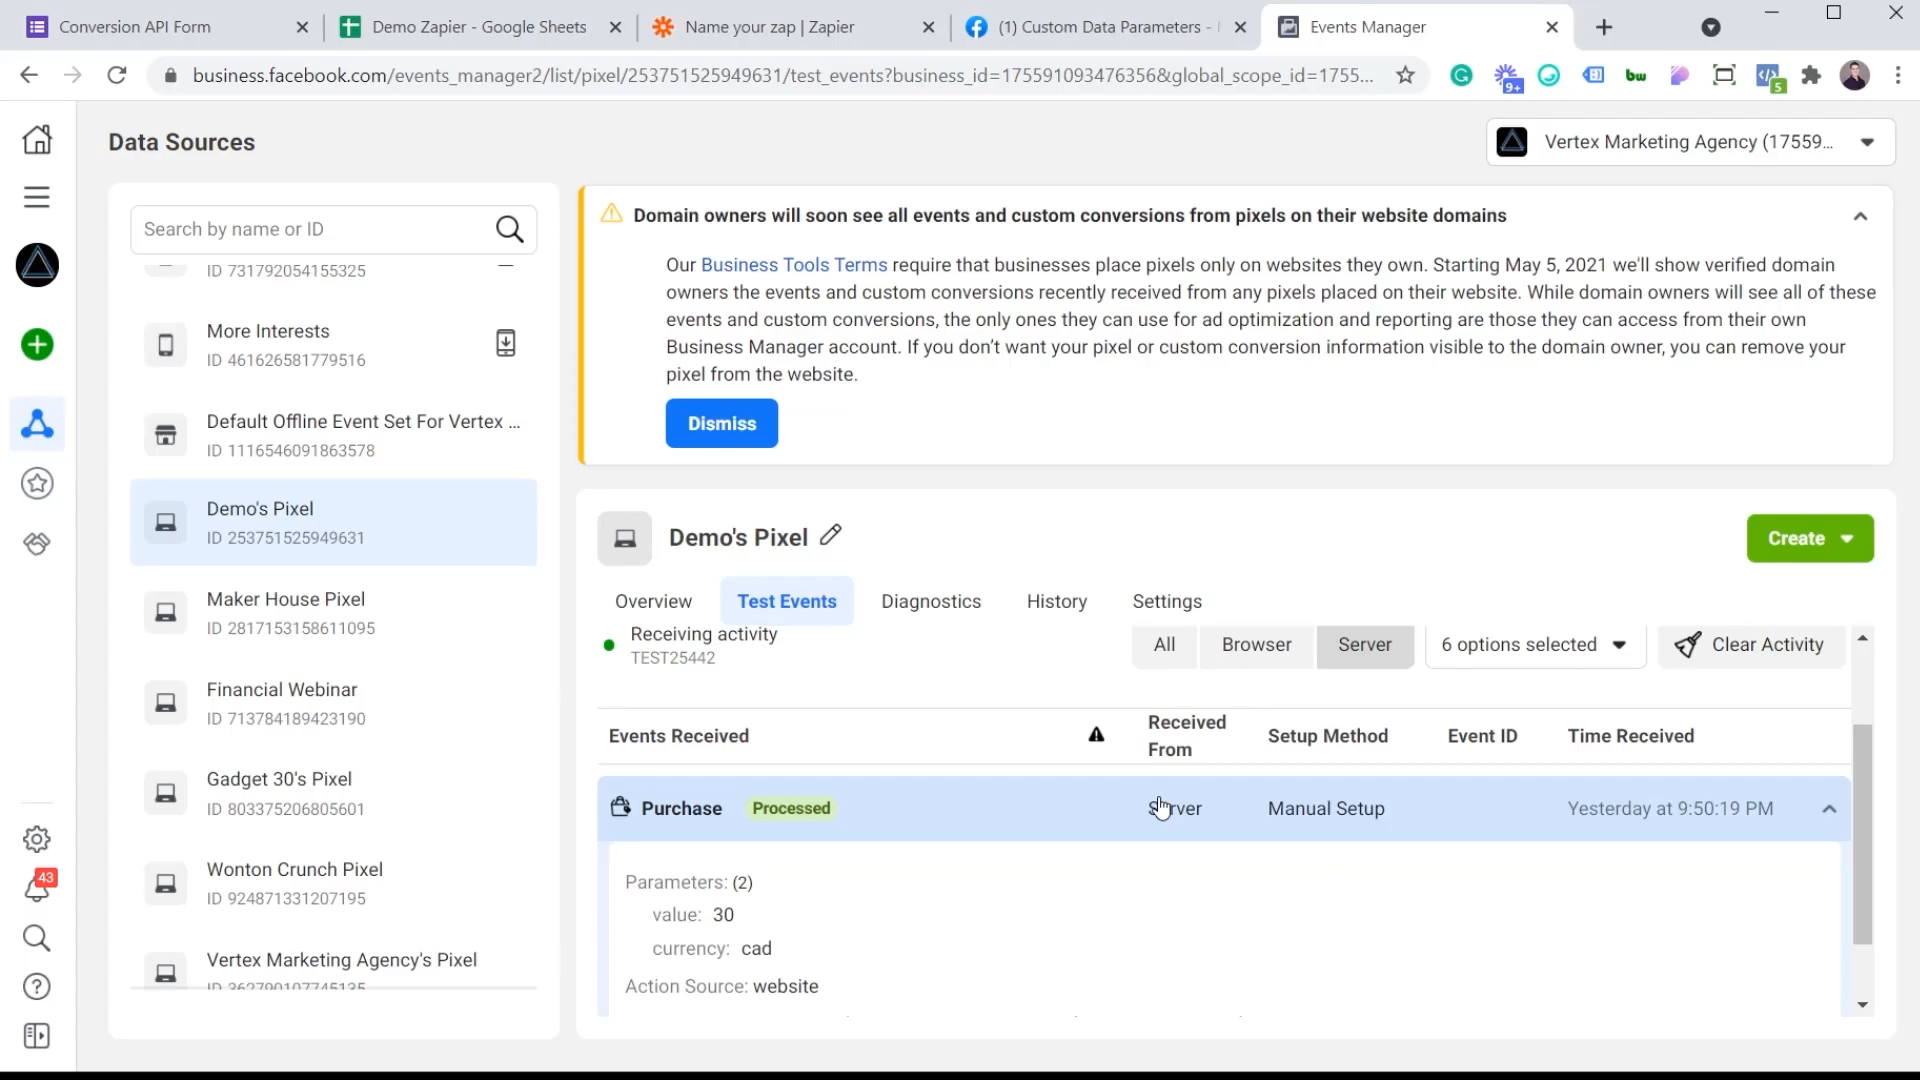 Conversion API Form
Demo Zapier - Google Sheets
Name your zap | Zapier
(1) Custom Data Parameters -
Events Manager
business.facebook.com/events_manager2/list/pixel/253751525949631/test_events?business_id=175591093476356&global_scope_id=1755...
9+
bw
5
Data Sources
Vertex Marketing Agency (17559...
Search by name or ID
ID 731792054155325
More Interests
ID 461626581779516
Default Offline Event Set For Vertex ...
ID 1116546091863578
Demo's Pixel
ID 253751525949631
Maker House Pixel
ID 2817153158611095
Financial Webinar
ID 713784189423190
Gadget 30's Pixel
ID 803375206805601
Wonton Crunch Pixel
ID 924871331207195
Vertex Marketing Agency's Pixel
ID 362790107745135
43
Domain owners will soon see all events and custom conversions from pixels on their website domains
Our Business Tools Terms require that businesses place pixels only on websites they own. Starting May 5, 2021 we'll show verified domain
owners the events and custom conversions recently received from any pixels placed on their website. While domain owners will see all of these
events and custom conversions, the only ones they can use for ad optimization and reporting are those they can access from their own
Business Manager account. If you don't want your pixel or custom conversion information visible to the domain owner, you can remove your
pixel from the website.
Dismiss
Demo's Pixel
Create
Overview
Test Events
Diagnostics
History
Settings
Receiving activity
TEST25442
All
Browser
Server
6 options selected
Clear Activity
Events Received
Received
From
Setup Method
Event ID
Time Received
Purchase
Processed
Server
Manual Setup
Yesterday at 9:50:19 PM
Parameters: (2)
value: 30
currency: cad
Action Source: website